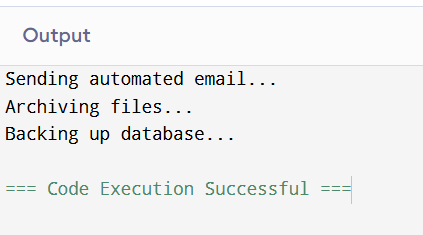 Output
Sending automated email...
Archiving files...
Backing up database...
=== Code Execution Successful ===